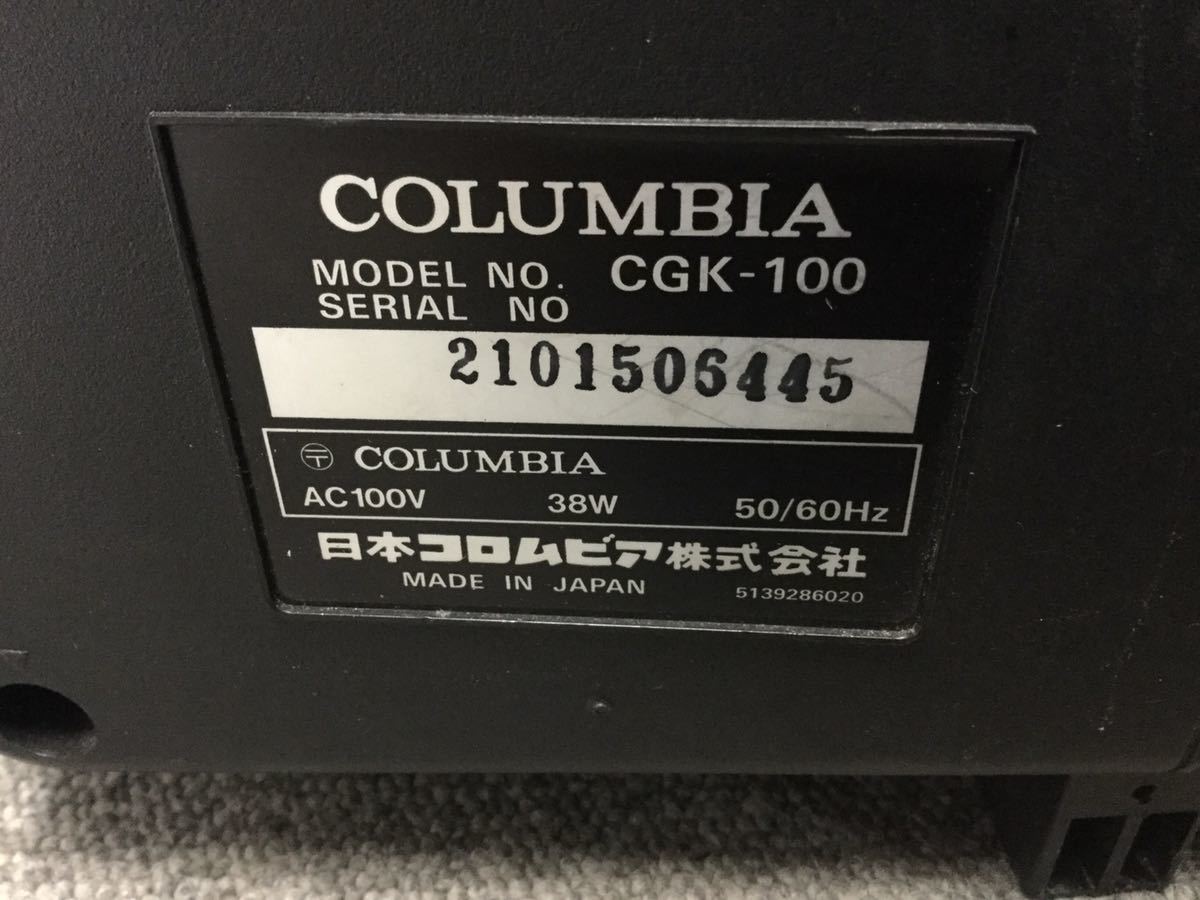 COLUMBIA
MODEL NO. CGK-100
SERIAL NO
2101506445
〶 COLUMBIA
AC100V 38W 50/60Hz
日本コロムビア株式会社
MADE IN JAPAN 5139286020